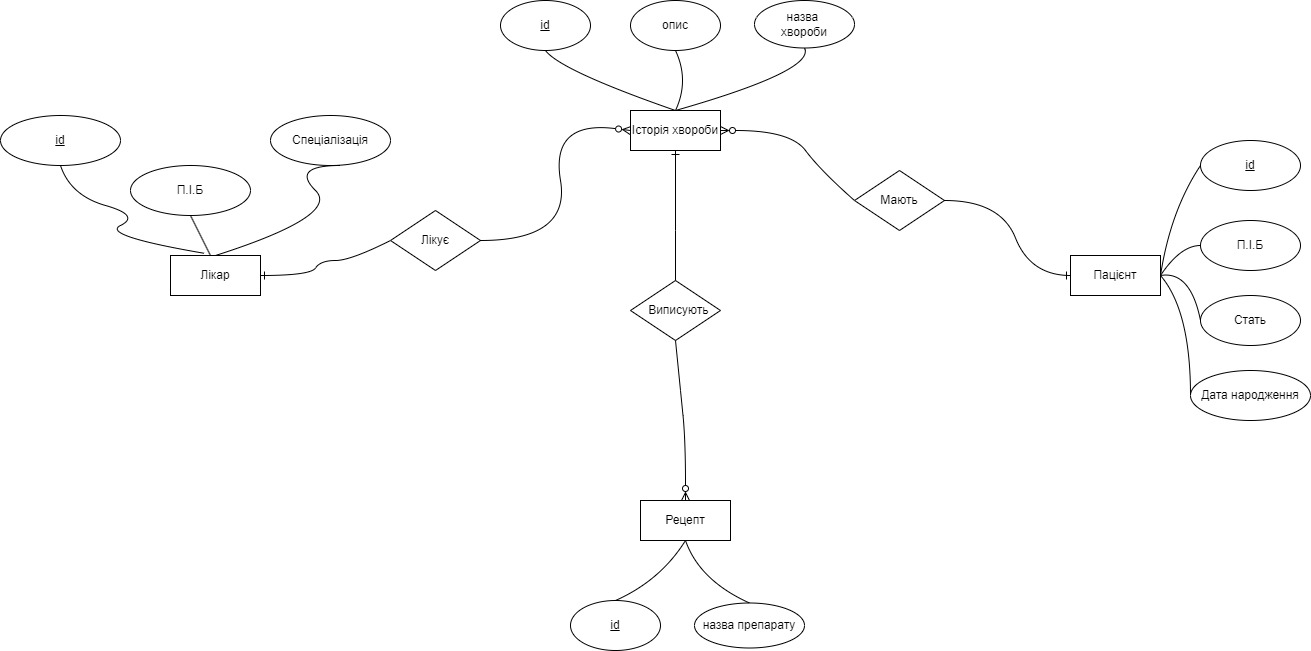 id
опис
назва
хвороби
id
Спеціалізація
П.І.Б
Історія хвороби
id
Мають
Лікує
П.І.Б
Лікар
Пацієнт
Виписують
Стать
Дата народження
Рецепт
id
назва препарату